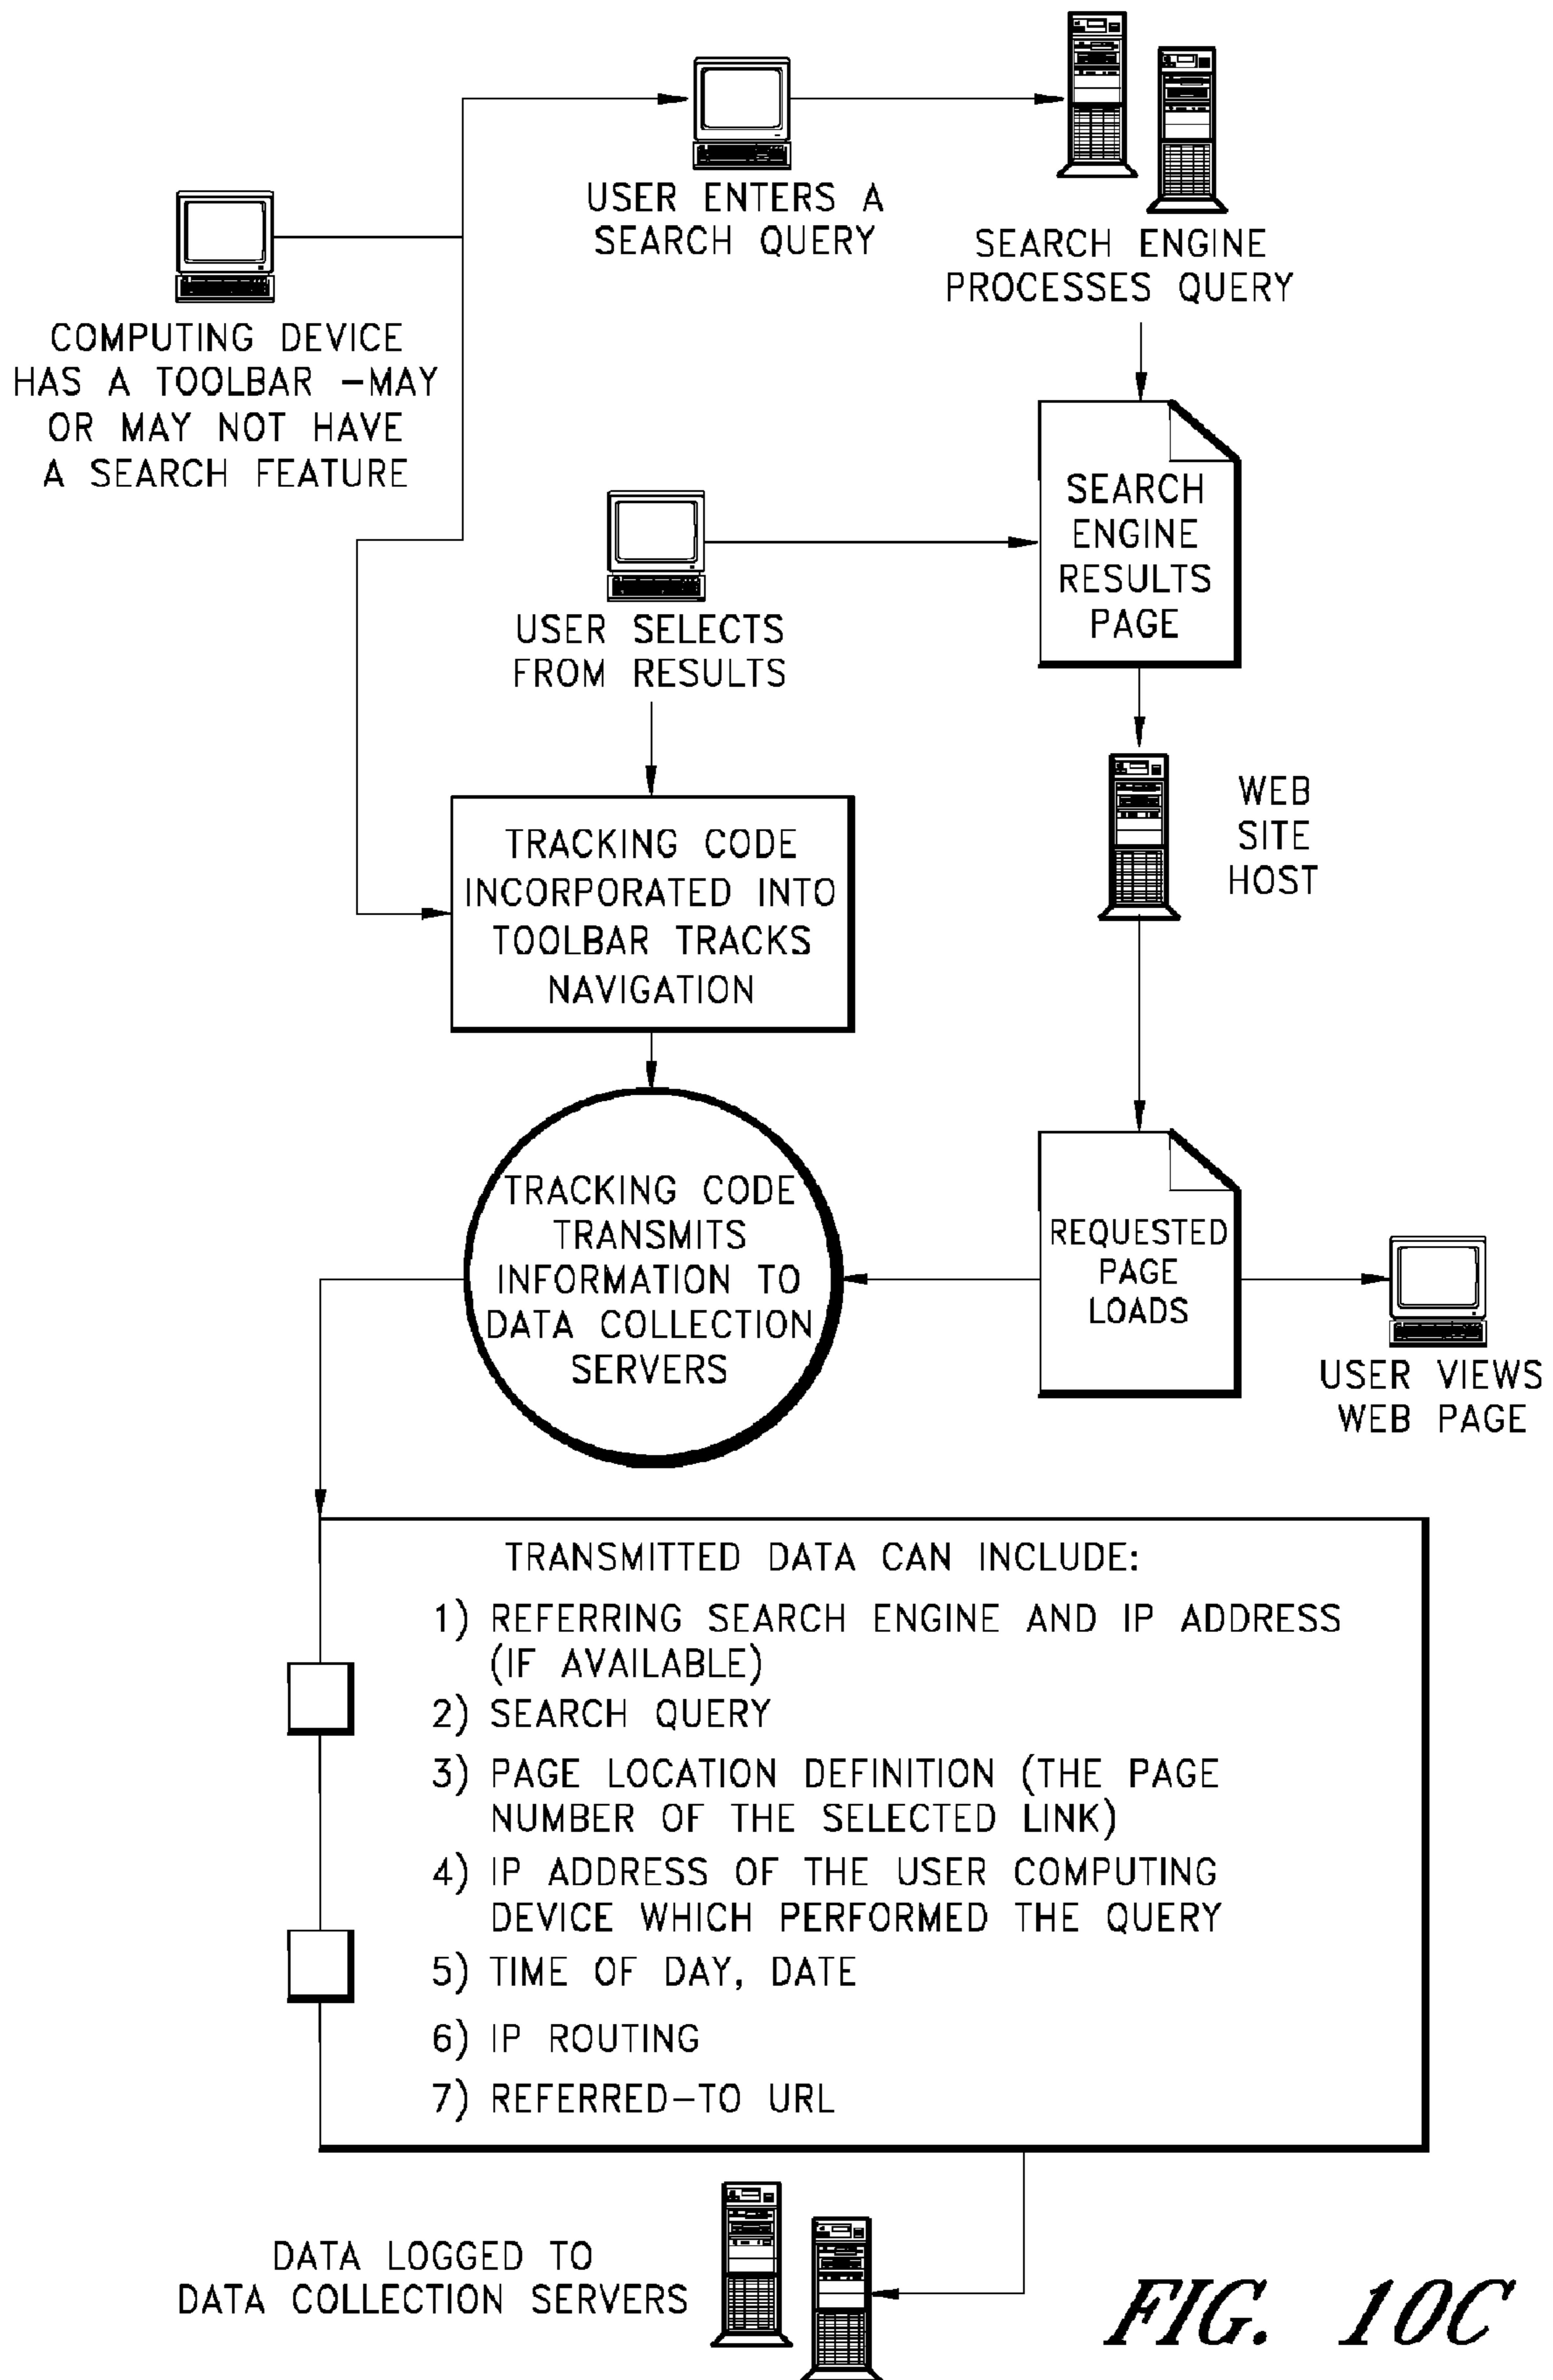 USER ENTERS A
SEARCH QUERY
SEARCH ENGINE
PROCESSES QUERY
COMPUTING DEVICE
HAS A TOOLBAR –MAY
OR MAY NOT HAVE
A SEARCH FEATURE
SEARCH
ENGINE
RESULTS
PAGE
USER SELECTS
FROM RESULTS
WEB
SITE
HOST
TRACKING CODE
INCORPORATED INTO
TOOLBAR TRACKS
NAVIGATION
TRACKING CODE
TRANSMITS
INFORMATION TO
DATA COLLECTION
SERVERS
REQUESTED
PAGE
LOADS
USER VIEWS
WEB PAGE
TRANSMITTED DATA CAN INCLUDE:
1) REFERRING SEARCH ENGINE AND IP ADDRESS
(IF AVAILABLE)
2) SEARCH QUERY
3) PAGE LOCATION DEFINITION (THE PAGE
NUMBER OF THE SELECTED LINK)
4) IP ADDRESS OF THE USER COMPUTING
DEVICE WHICH PERFORMED THE QUERY
5) TIME OF DAY, DATE
6) IP ROUTING
7) REFERRED–TO URL
DATA LOGGED TO
DATA COLLECTION SERVERS
FIG. 10C